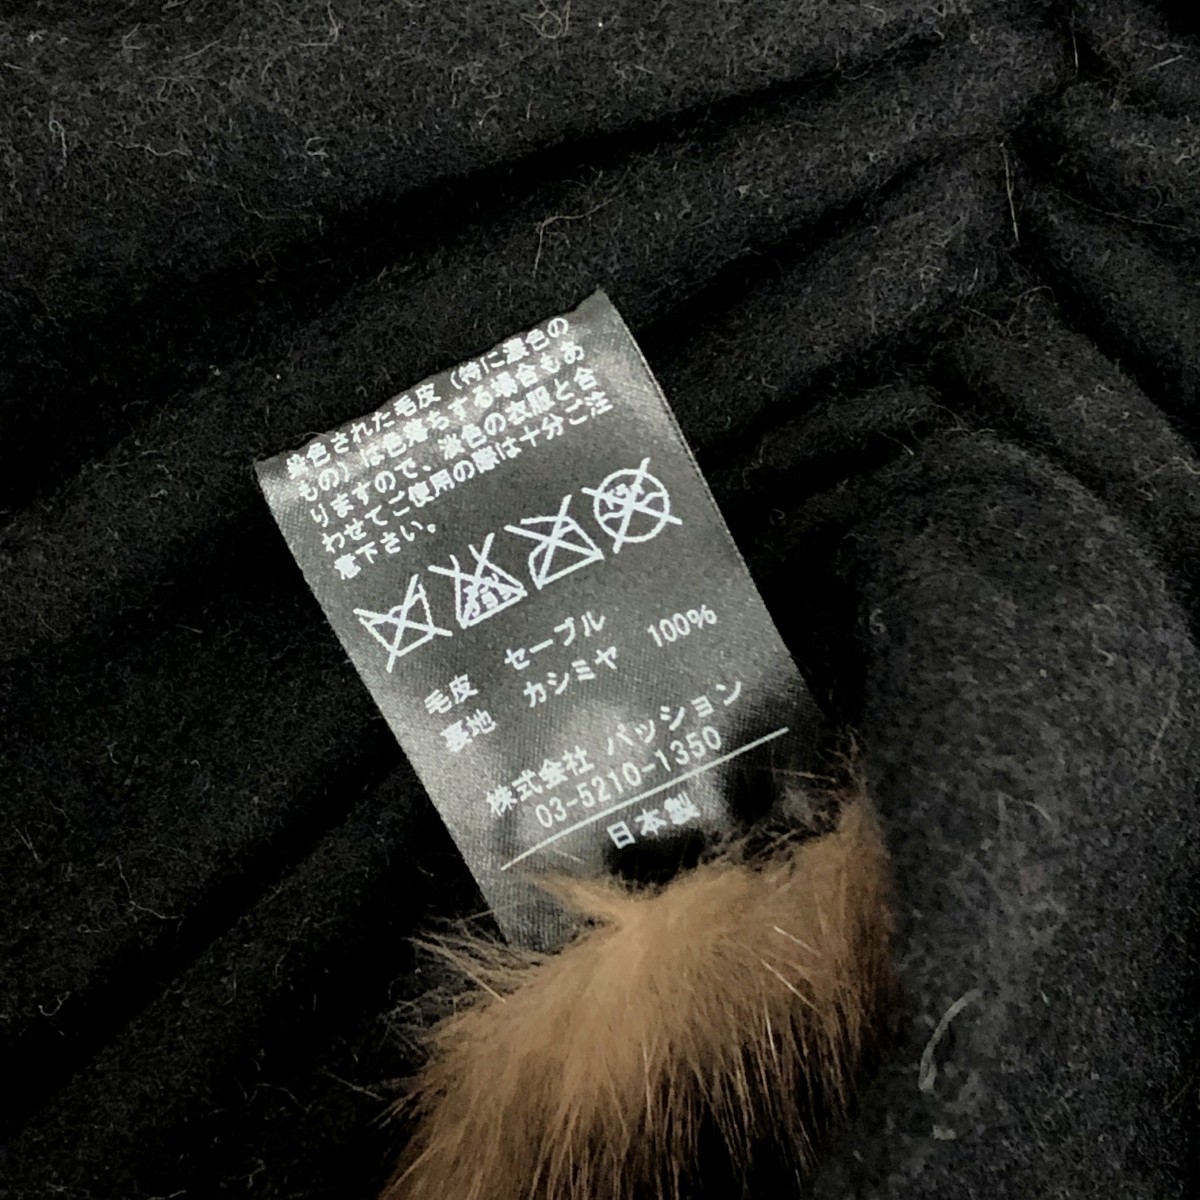 染色された毛皮（特に濃色の
もの）は色落ちする場合もあ
りますので、淡色の衣服と合
わせてご使用の際は十分ご注
意下さい。
毛皮 セーブル
裏地 カシミヤ 100%
株式会社 パッション
03-5210-1350
日本製